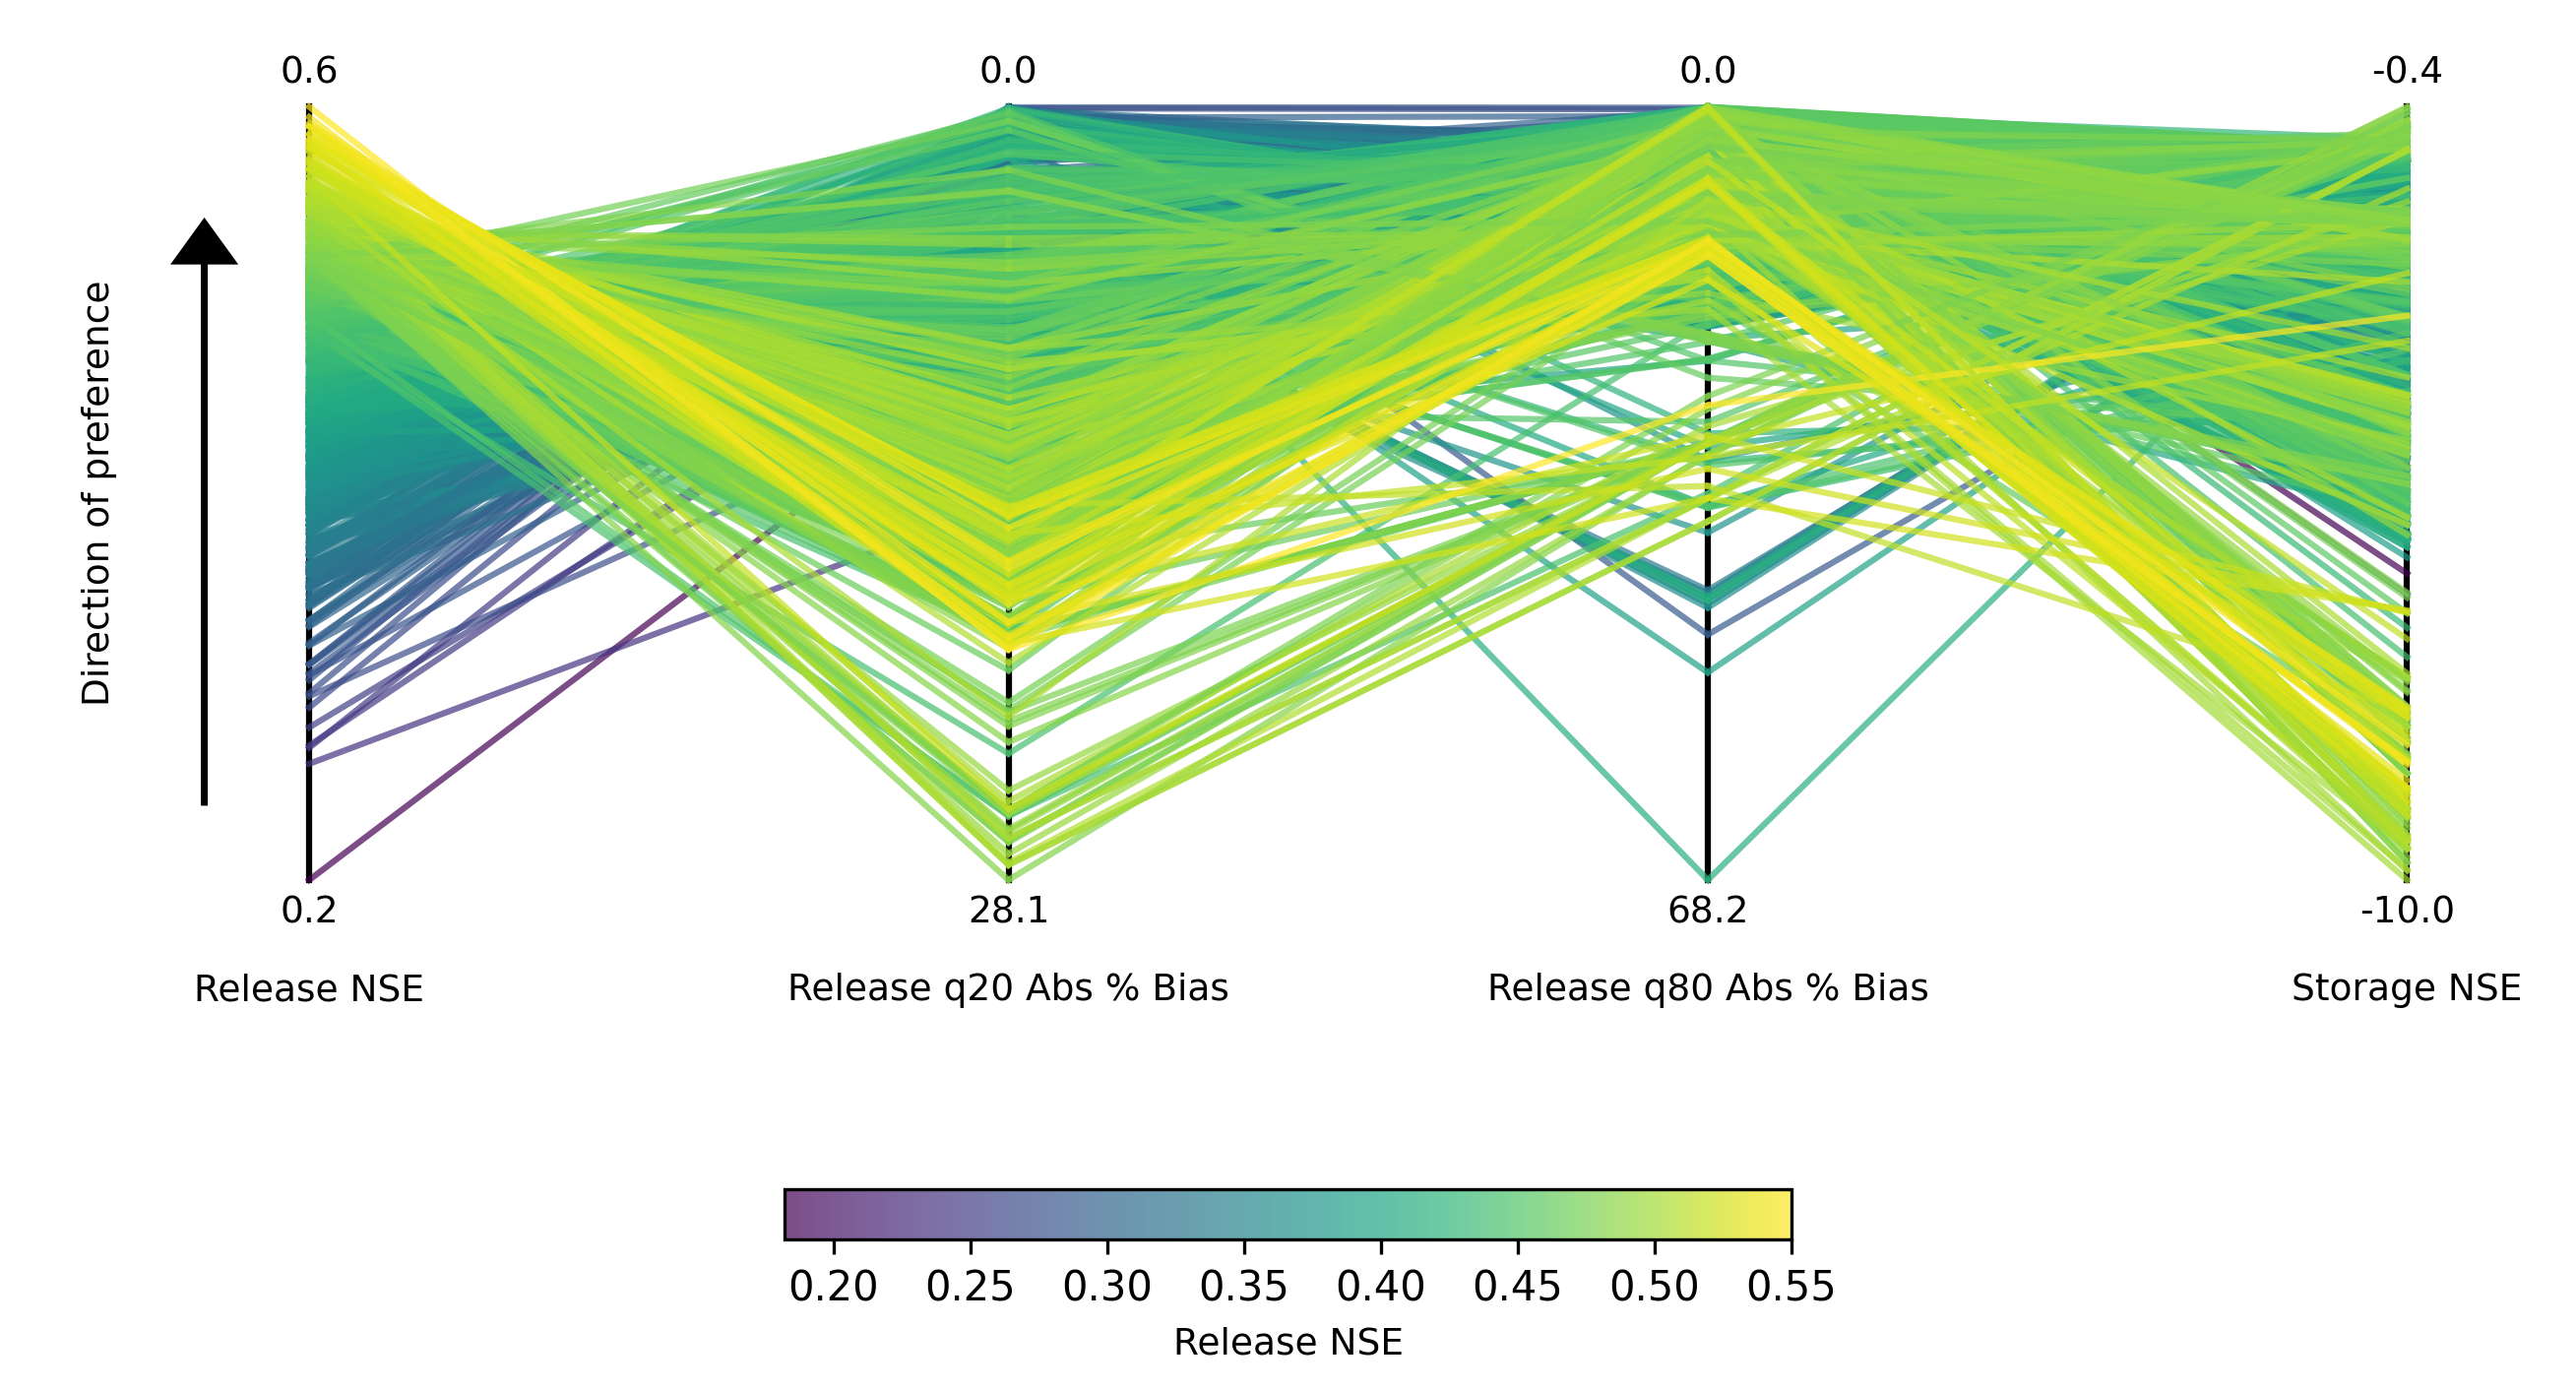 0.6
0.0
0.0
-0.4
Direction of preference
0.2
28.1
68.2
-10.0
Release NSE
Release q20 Abs % Bias
Release q80 Abs % Bias
Storage NSE
0.20
0.25
0.30
0.35
0.40
0.45
0.50
0.55
Release NSE